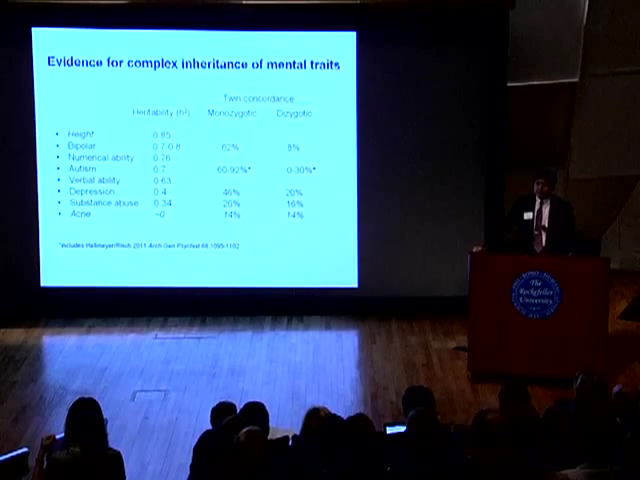 Evidence for complex inheritance of mental traits
Twin concordance
Heritability (h²) Monozygotic Dizygotic
• Height 0.85
• Bipolar 0.7-0.8 62% 8%
• Numerical ability 0.76
• Autism 0.7 60-92%* 0-30%*
• Verbal ability 0.63
• Depression 0.4 46% 20%
• Substance abuse 0.34 26% 16%
• Acne ~0 14% 14%
*includes Hallmeyer/Risch 2011 Arch Gen Psychiat 68:1095-1102
The
Rockefeller
University